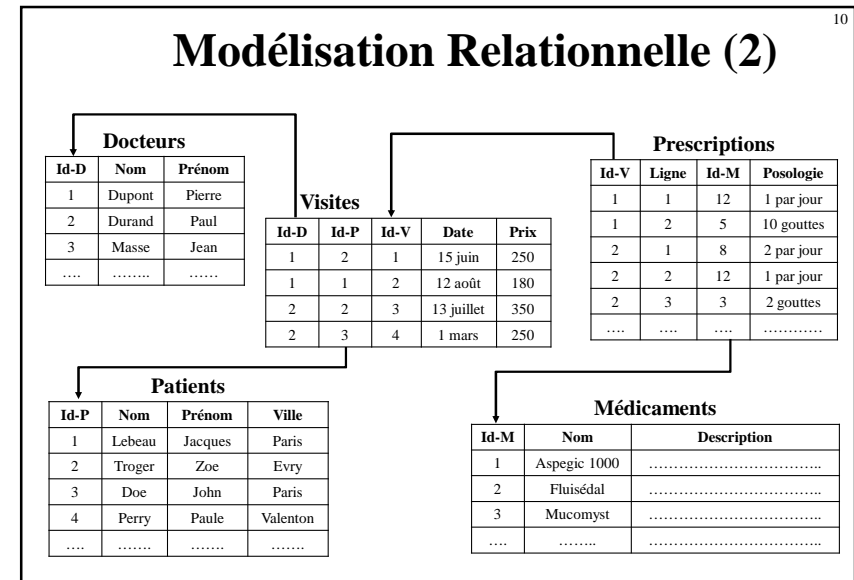 10
Modélisation Relationnelle (2)
Docteurs
Id-D Nom Prénom
1 Dupont Pierre
2 Durand Paul
3 Masse Jean
…. …….. ……
Visites
Id-D Id-P Id-V Date Prix
1 2 1 15 juin 250
1 1 2 12 août 180
2 2 3 13 juillet 350
2 3 4 1 mars 250
Prescriptions
Id-V Ligne Id-M Posologie
1 1 12 1 par jour
1 2 5 10 gouttes
2 1 8 2 par jour
2 2 12 1 par jour
2 3 3 2 gouttes
…. …. …. …………
Patients
Id-P Nom Prénom Ville
1 Lebeau Jacques Paris
2 Troger Zoe Evry
3 Doe John Paris
4 Perry Paule Valenton
…. ……. ……. …….
Médicaments
Id-M Nom Description
1 Aspegic 1000 ……………………………..
2 Fluisédal ……………………………..
3 Mucomyst ……………………………..
…. …….. ……………………………..